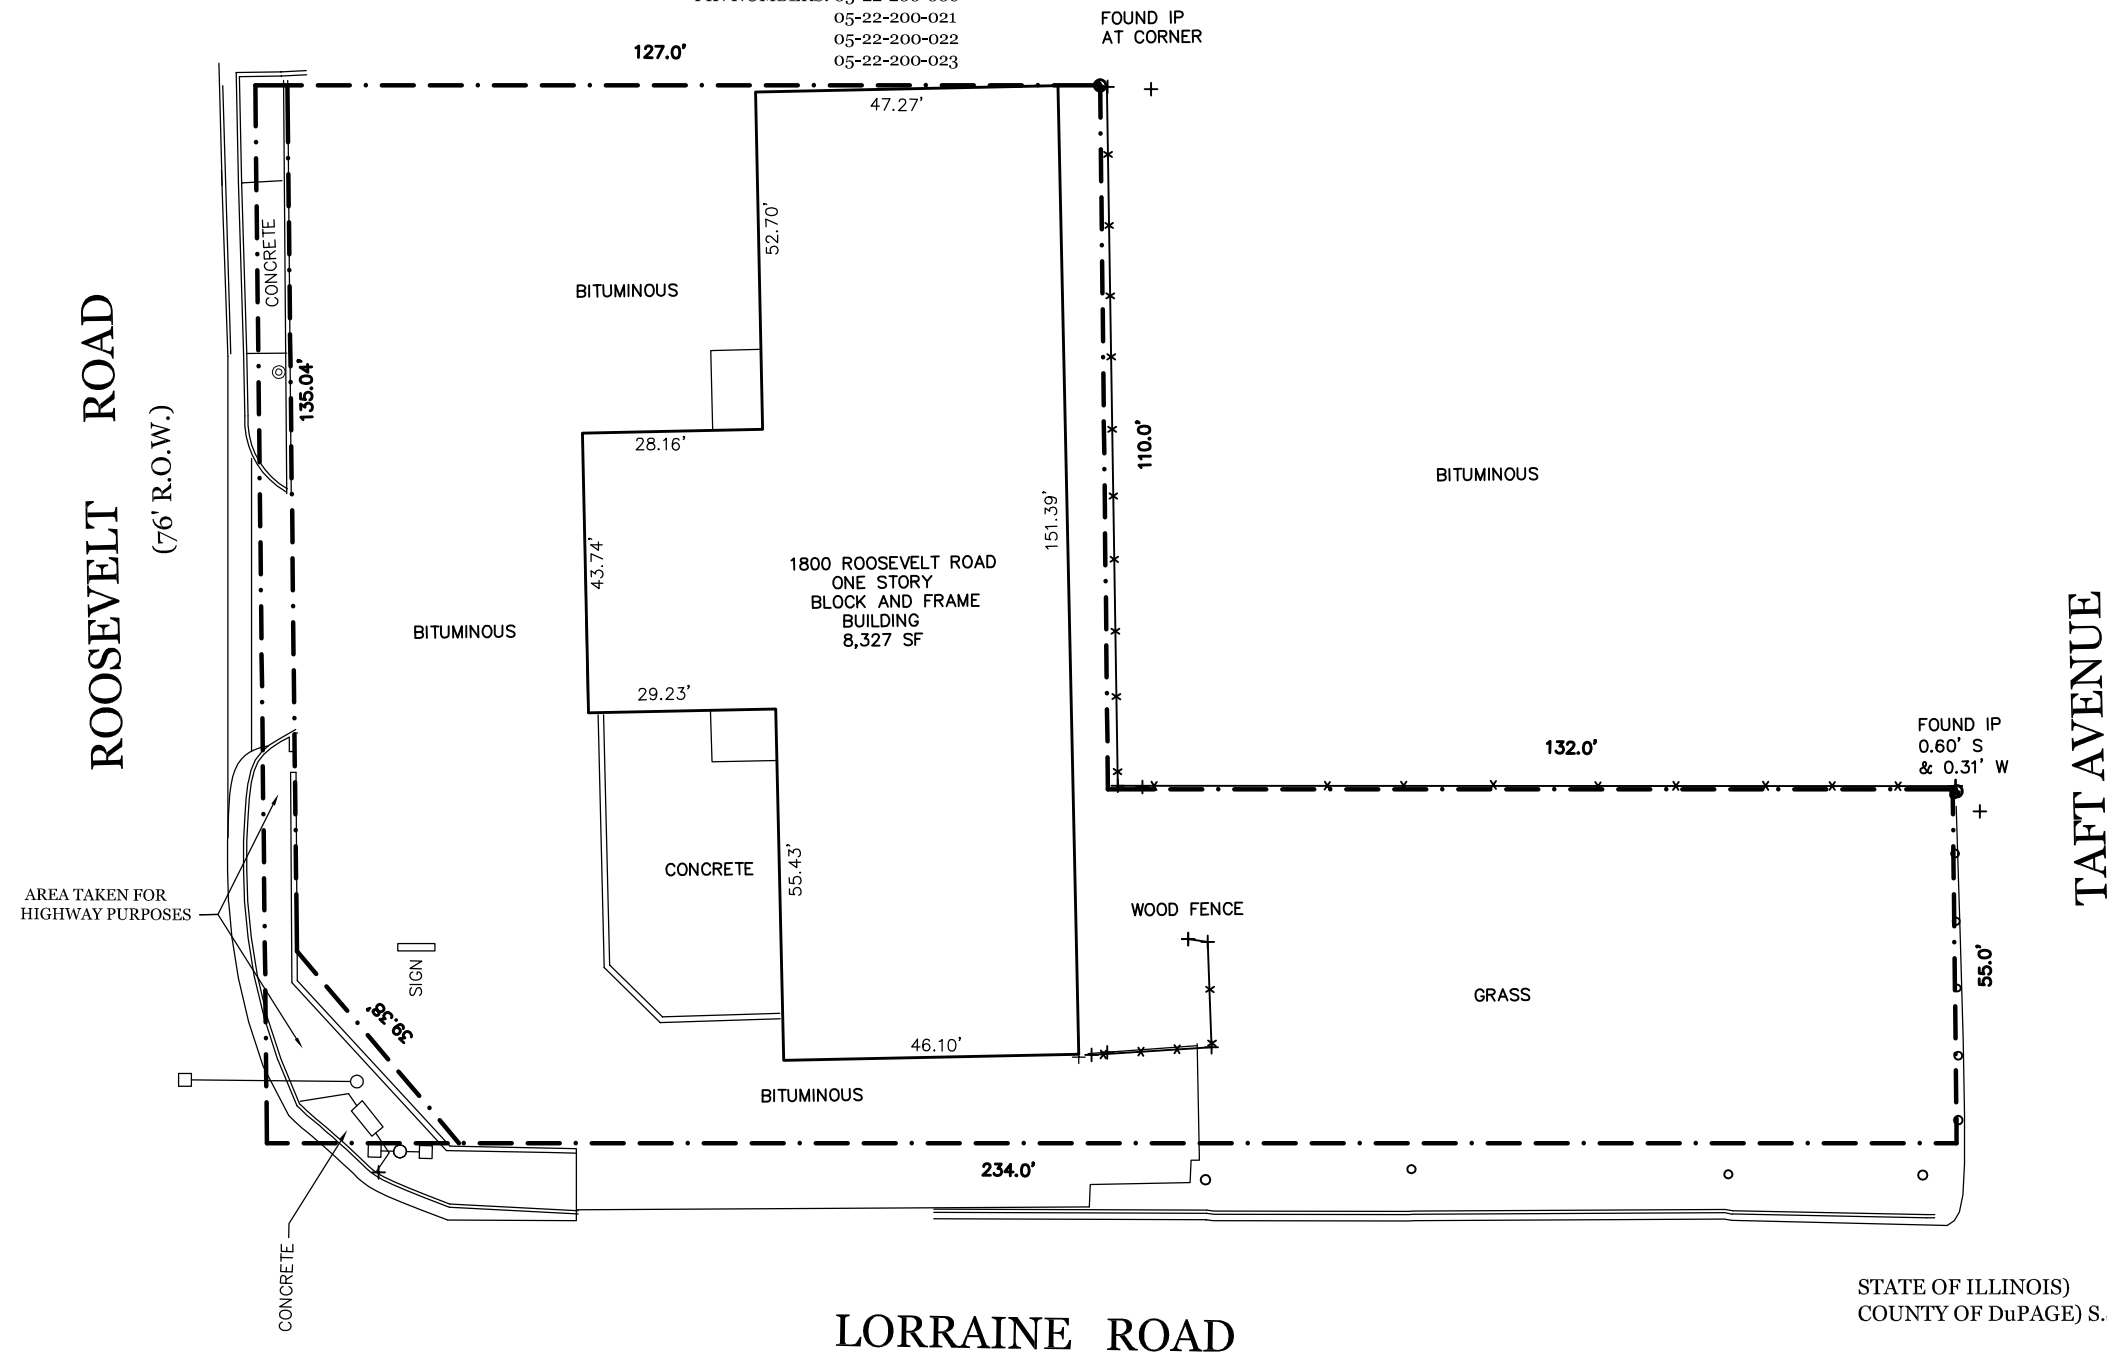 05-22-200-021
05-22-200-022
05-22-200-023
FOUND IP
AT CORNER
127.0'
47.27'
52.70'
CONCRETE
135.04'
BITUMINOUS
ROOSEVELT ROAD
(76' R.O.W.)
28.16'
110.0'
BITUMINOUS
43.74'
151.39'
1800 ROOSEVELT ROAD
ONE STORY
BLOCK AND FRAME
BUILDING
8,327 SF
BITUMINOUS
29.23'
132.0'
FOUND IP
0.60' S
& 0.31' W
TAFT AVENUE
CONCRETE
55.43'
AREA TAKEN FOR
HIGHWAY PURPOSES
WOOD FENCE
SIGN
39.38'
GRASS
55.0'
46.10'
BITUMINOUS
234.0'
CONCRETE
LORRAINE ROAD
STATE OF ILLINOIS)
COUNTY OF DuPAGE) S.